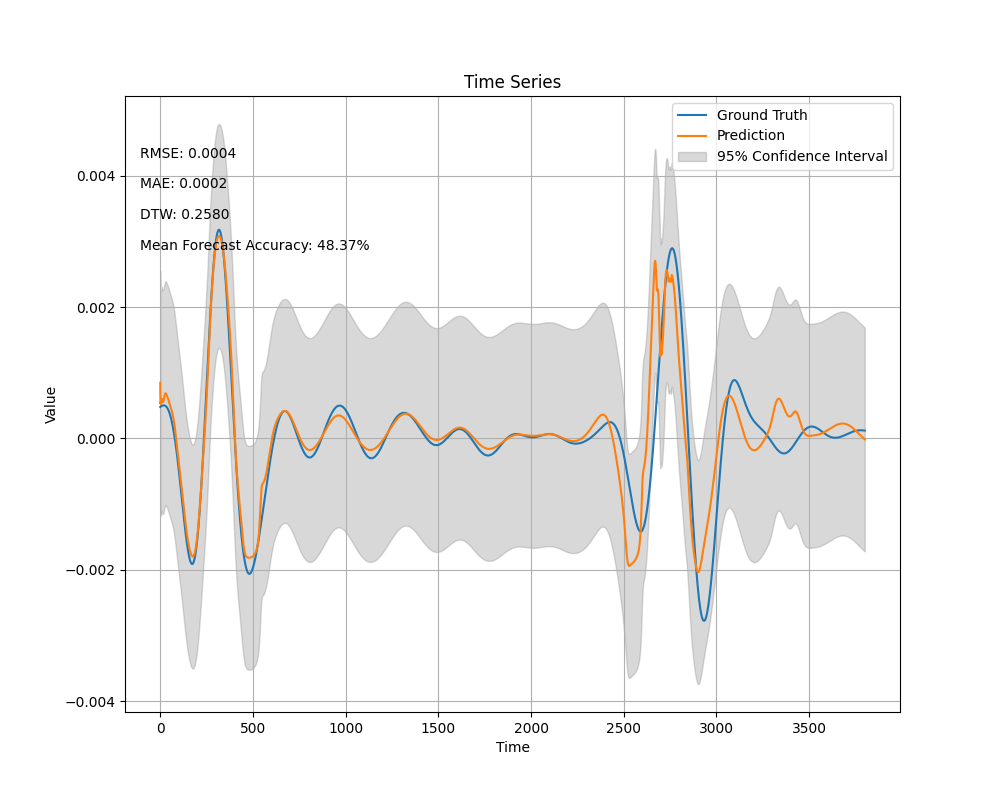 Time Series
Ground Truth
Prediction
95% Confidence Interval
RMSE: 0.0004
MAE: 0.0002
DTW: 0.2580
Mean Forecast Accuracy: 48.37%
Value
0.004
0.002
0.000
−0.002
−0.004
0 500 1000 1500 2000 2500 3000 3500
Time